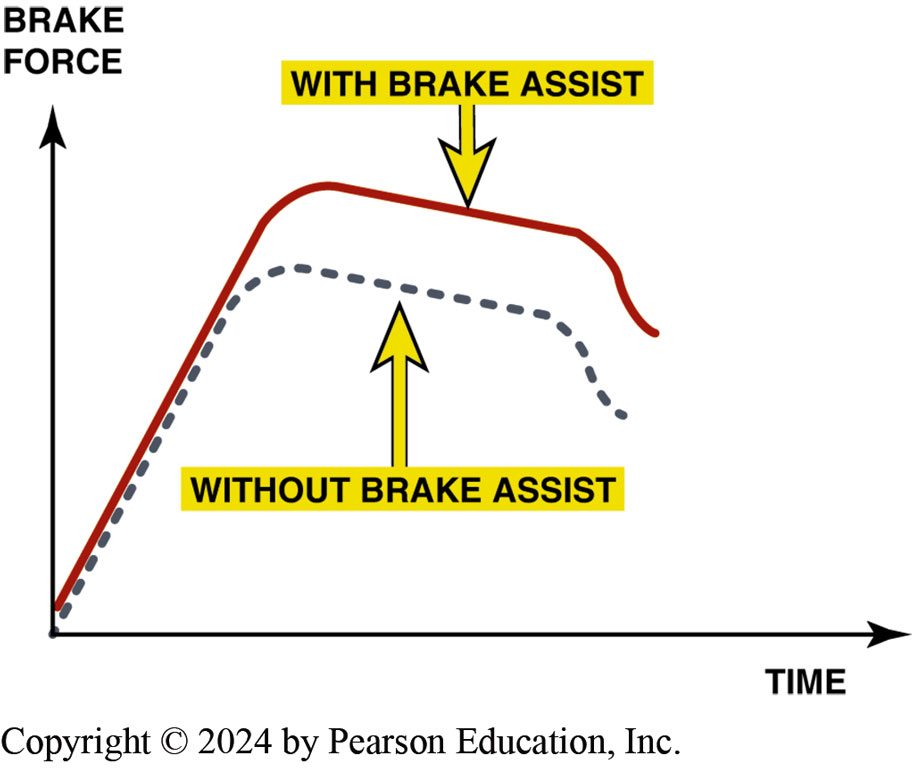 BRAKE
FORCE
WITH BRAKE ASSIST
WITHOUT BRAKE ASSIST
TIME
Copyright © 2024 by Pearson Education, Inc.